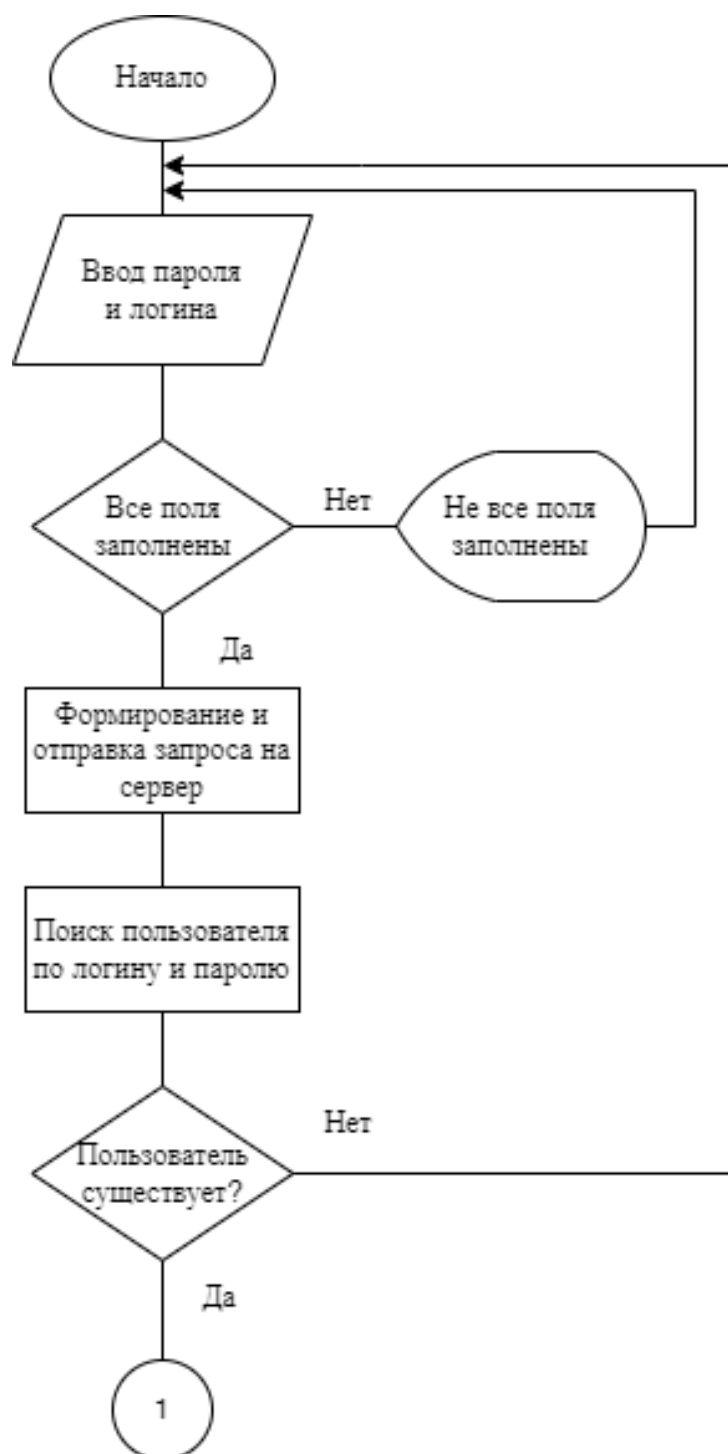 Начало
Ввод пароля
и логина
Все поля
заполнены
Нет
Не все поля
заполнены
Да
Формирование и
отправка запроса на
сервер
Поиск пользователя
по логину и паролю
Нет
Пользователь
существует?
Да
1